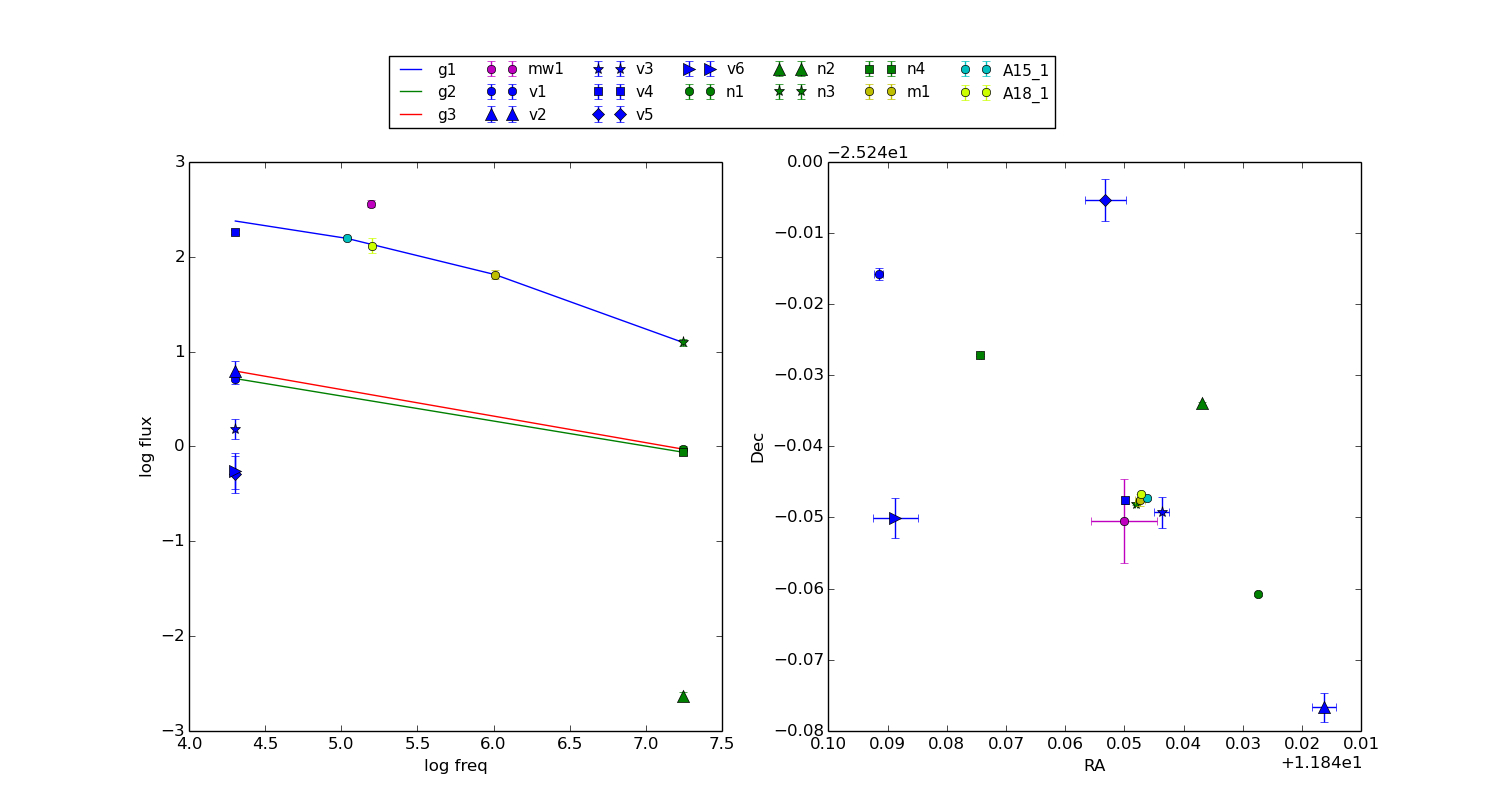 g1 mw1 v3 v6 n2 n4 A15_1
g2 v1 v4 n1 n3 m1 A18_1
g3 v2 v5
3
2
1
0
−1
−2
−3
log flux
4.0 4.5 5.0 5.5 6.0 6.5 7.0 7.5
log freq
−2.524e1
0.00
−0.01
−0.02
−0.03
−0.04
−0.05
−0.06
−0.07
−0.08
Dec
0.10 0.09 0.08 0.07 0.06 0.05 0.04 0.03 0.02 0.01
RA
+1.184e1